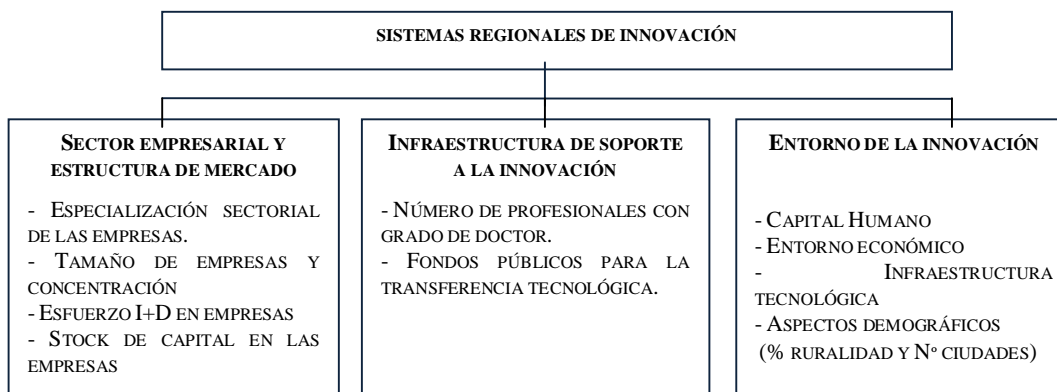 SISTEMAS REGIONALES DE INNOVACIÓN
SECTOR EMPRESARIAL Y
ESTRUCTURA DE MERCADO
- ESPECIALIZACIÓN SECTORIAL
DE LAS EMPRESAS.
- TAMAÑO DE EMPRESAS Y
CONCENTRACIÓN
- ESFUERZO I+D EN EMPRESAS
- STOCK DE CAPITAL EN LAS
EMPRESAS
INFRAESTRUCTURA DE SOPORTE
A LA INNOVACIÓN
- NÚMERO DE PROFESIONALES CON
GRADO DE DOCTOR.
- FONDOS PÚBLICOS PARA LA
TRANSFERENCIA TECNOLÓGICA.
ENTORNO DE LA INNOVACIÓN
- CAPITAL HUMANO
- ENTORNO ECONÓMICO
- INFRAESTRUCTURA
TECNOLÓGICA
- ASPECTOS DEMOGRÁFICOS
(% RURALIDAD Y Nº CIUDADES)